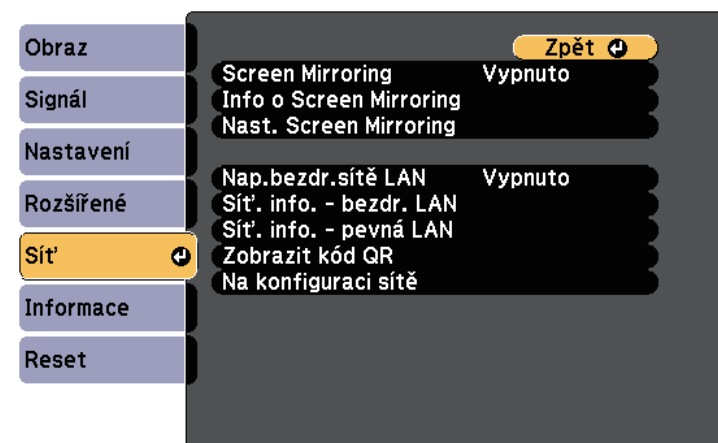 Obraz
Signál
Nastavení
Rozšířené
Síť
Informace
Reset
Zpět
Screen Mirroring Vypnuto
Info o Screen Mirroring
Nast. Screen Mirroring
Nap.bezdr.sítě LAN Vypnuto
Síť. info. - bezdr. LAN
Síť. info. - pevná LAN
Zobrazit kód QR
Na konfiguraci sítě